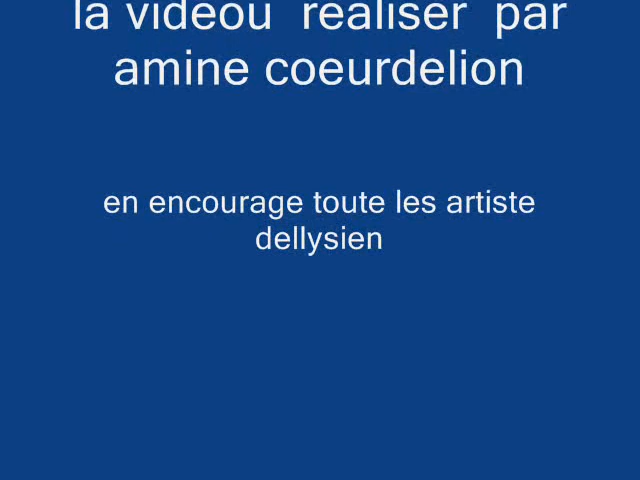 la videou realiser par
amine coeurdelion
en encourage toute les artiste
dellysien